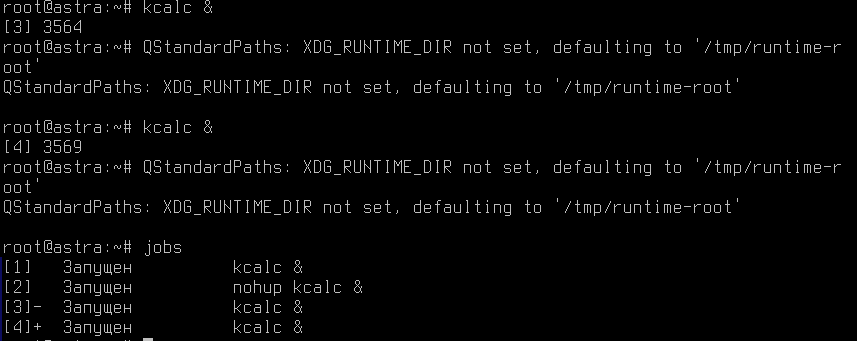 root@astra:~# kcalc &
[3] 3564
root@astra:~# QStandardPaths: XDG_RUNTIME_DIR not set, defaulting to '/tmp/runtime-r
oot'
QStandardPaths: XDG_RUNTIME_DIR not set, defaulting to '/tmp/runtime-root'
root@astra:~# kcalc &
[4] 3569
root@astra:~# QStandardPaths: XDG_RUNTIME_DIR not set, defaulting to '/tmp/runtime-r
oot'
QStandardPaths: XDG_RUNTIME_DIR not set, defaulting to '/tmp/runtime-root'
root@astra:~# jobs
[1]   Запущен          kcalc &
[2]   Запущен          nohup kcalc &
[3]-  Запущен          kcalc &
[4]+  Запущен          kcalc &
root@astra:~#